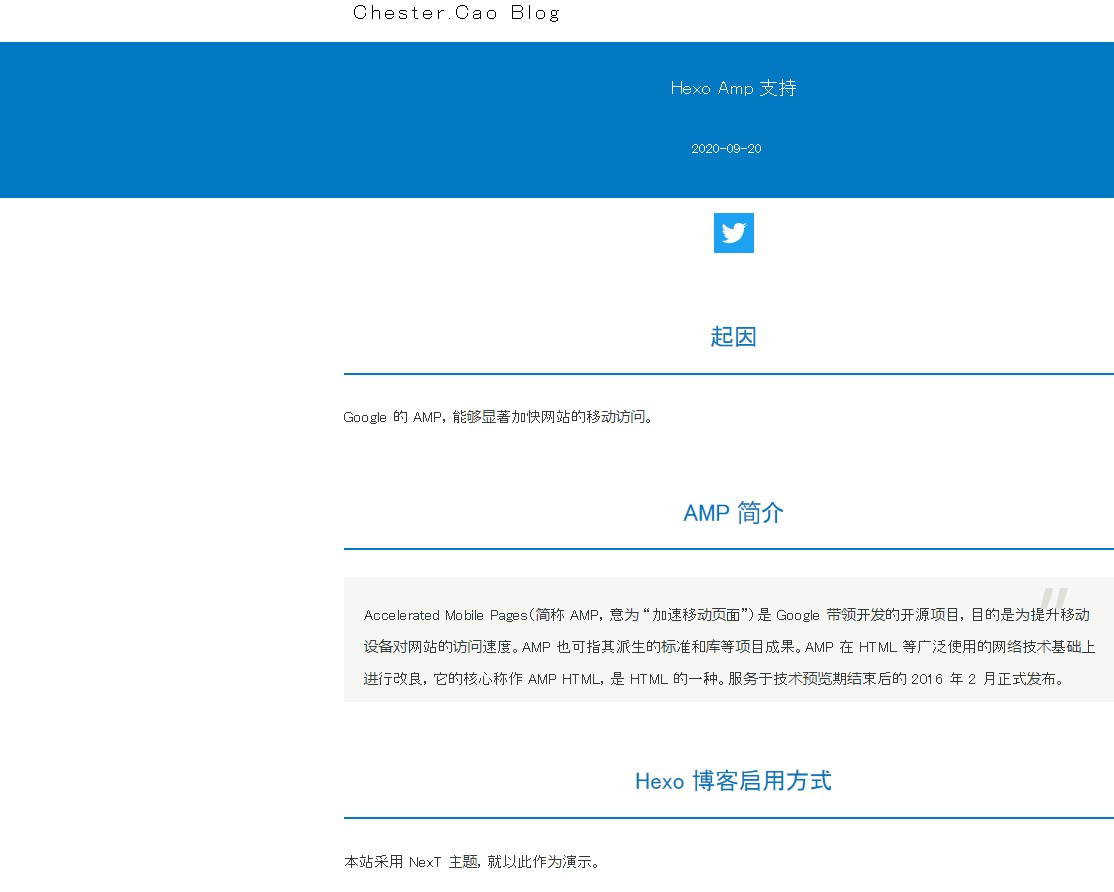 Chester.Cao Blog
Hexo Amp 支持
2020-09-20
起因
Google 的 AMP，能够显著加快网站的移动访问。
AMP 简介
Accelerated Mobile Pages（简称 AMP，意为“加速移动页面”）是 Google 带领开发的开源项目，目的是为提升移动
设备对网站的访问速度。AMP 也可指其派生的标准和库等项目成果。AMP 在 HTML 等广泛使用的网络技术基础上
进行改良，它的核心称作 AMP HTML，是 HTML 的一种。服务于技术预览期结束后的 2016 年 2 月正式发布。
Hexo 博客启用方式
本站采用 NexT 主题，就以此作为演示。